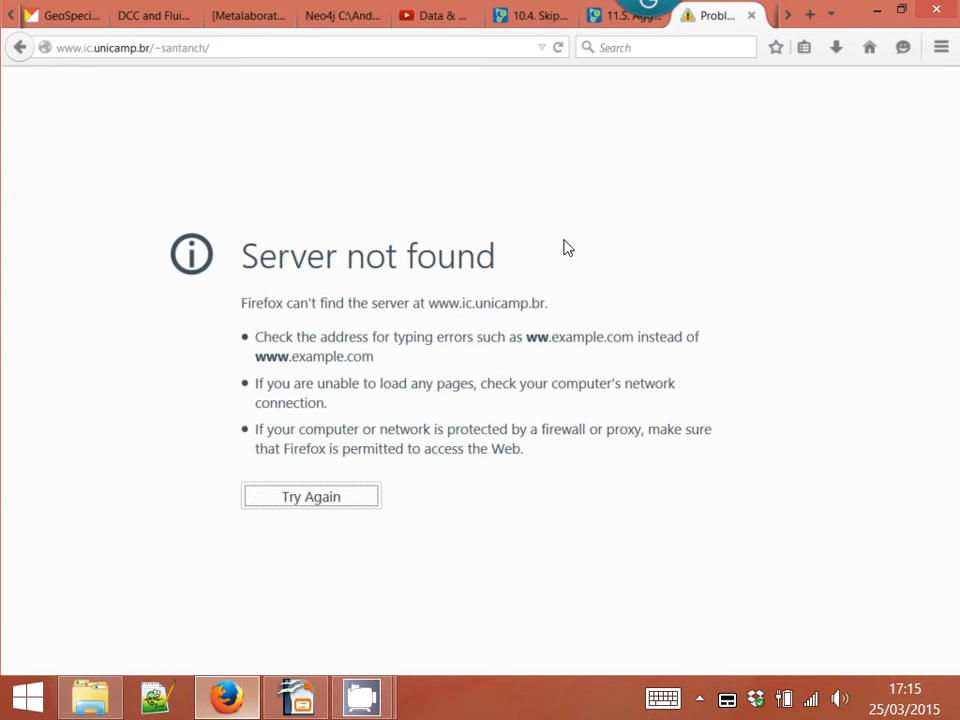 GeoSpeci...
DCC and Flui...
[Metalaborat...
Neo4j C:\And...
Data & ...
10.4. Skip...
11.5. Agg...
Probl...
www.ic.unicamp.br/~santanch/
Search
Server not found
Firefox can't find the server at www.ic.unicamp.br.
Check the address for typing errors such as ww.example.com instead of
www.example.com
If you are unable to load any pages, check your computer's network
connection.
If your computer or network is protected by a firewall or proxy, make sure
that Firefox is permitted to access the Web.
Try Again
17:15
25/03/2015